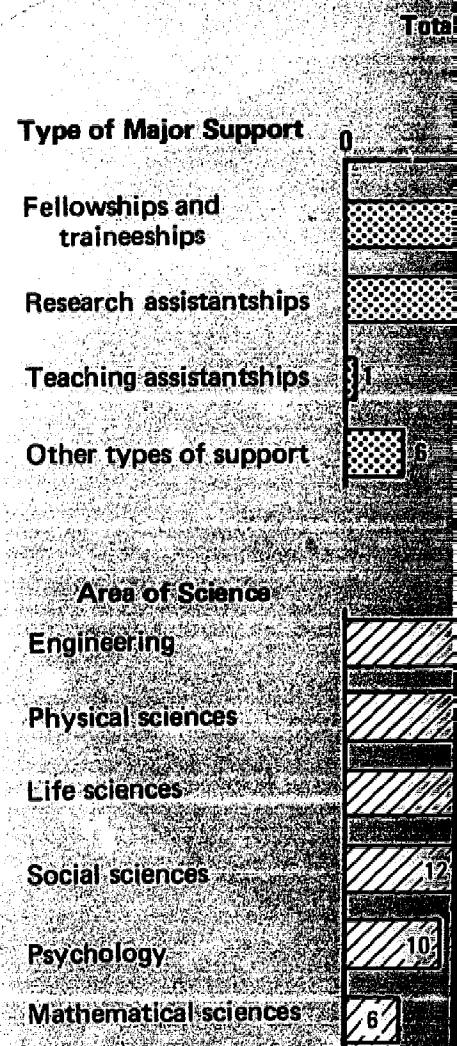 Total
Type of Major Support
0
Fellowships and
traineeships
Research assistantships
Teaching assistantships 1
Other types of support 6
Area of Science
Engineering
Physical sciences
Life sciences
Social sciences 12
Psychology 10
Mathematical sciences 6